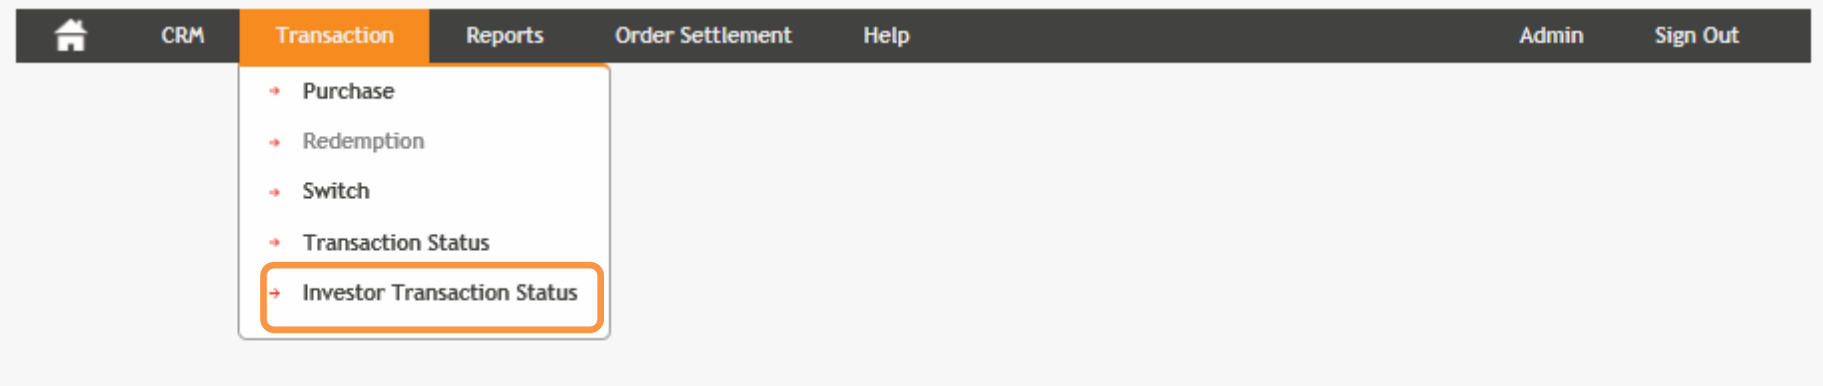 CRM Transaction Reports Order Settlement Help Admin Sign Out
Purchase
Redemption
Switch
Transaction Status
Investor Transaction Status